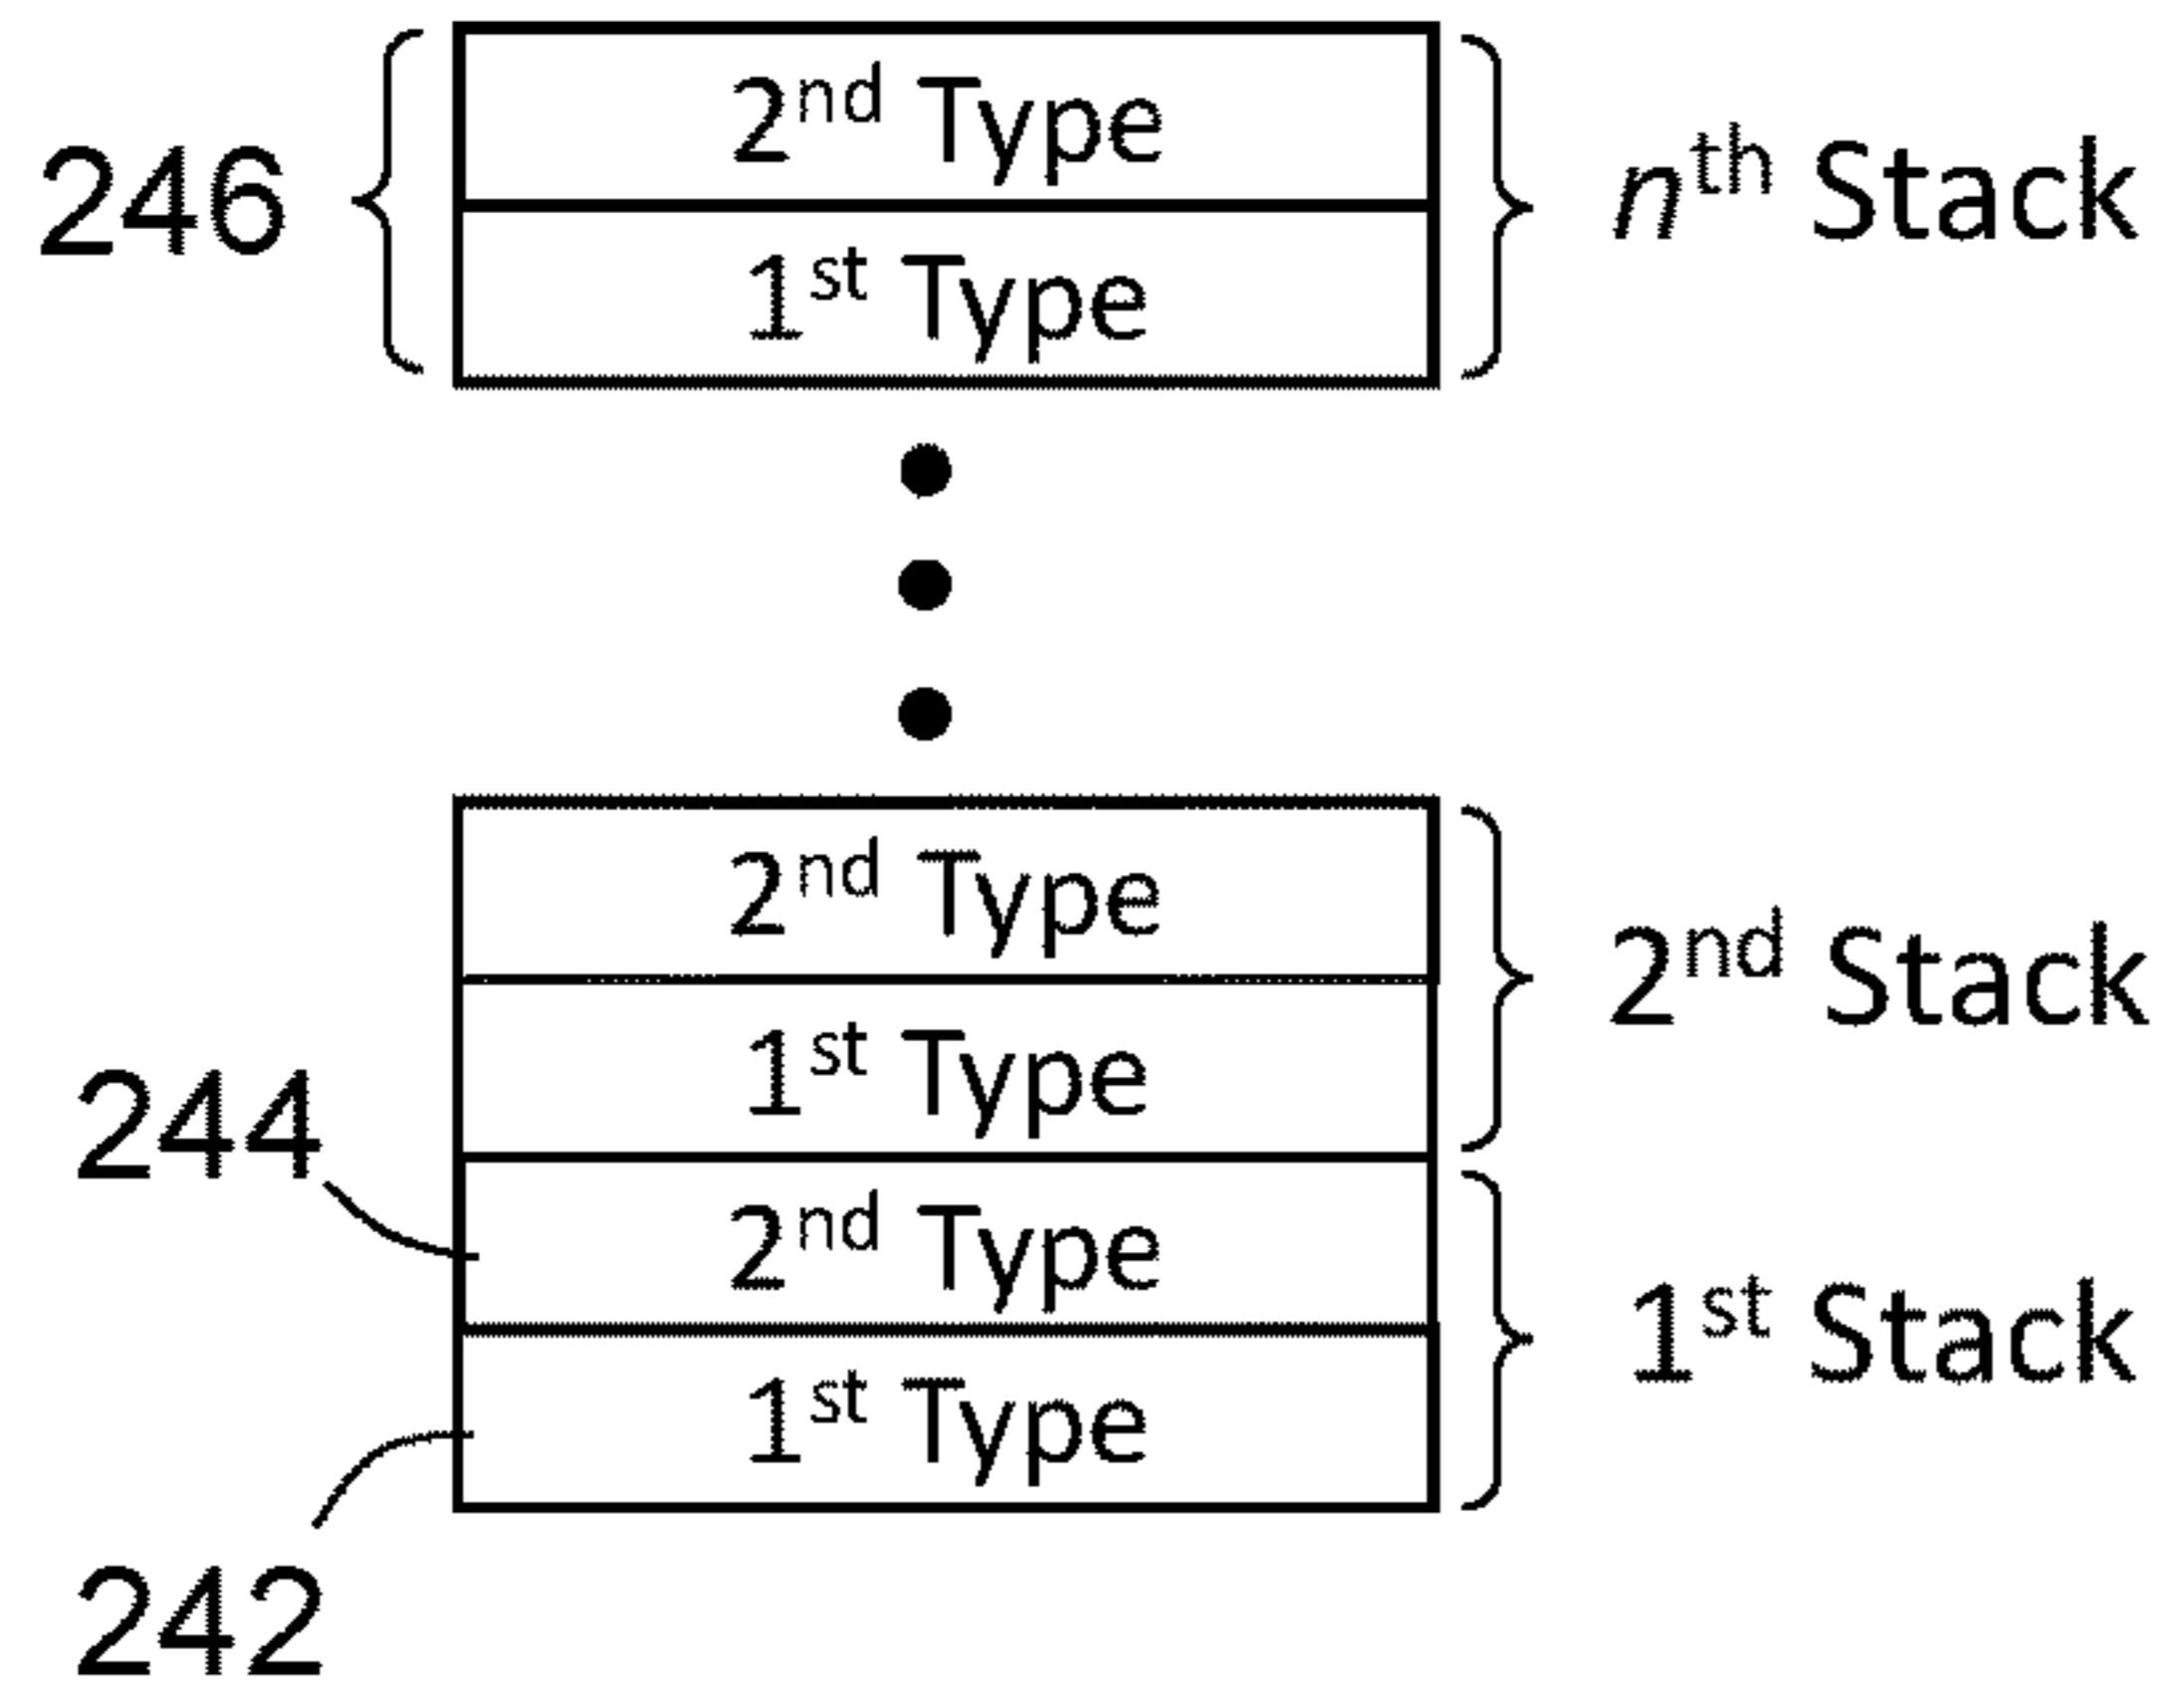 2nd Type
246
nth Stack
1st Type
2nd Type
2nd Stack
1st Type
244
2nd Type
1st Stack
1st Type
242